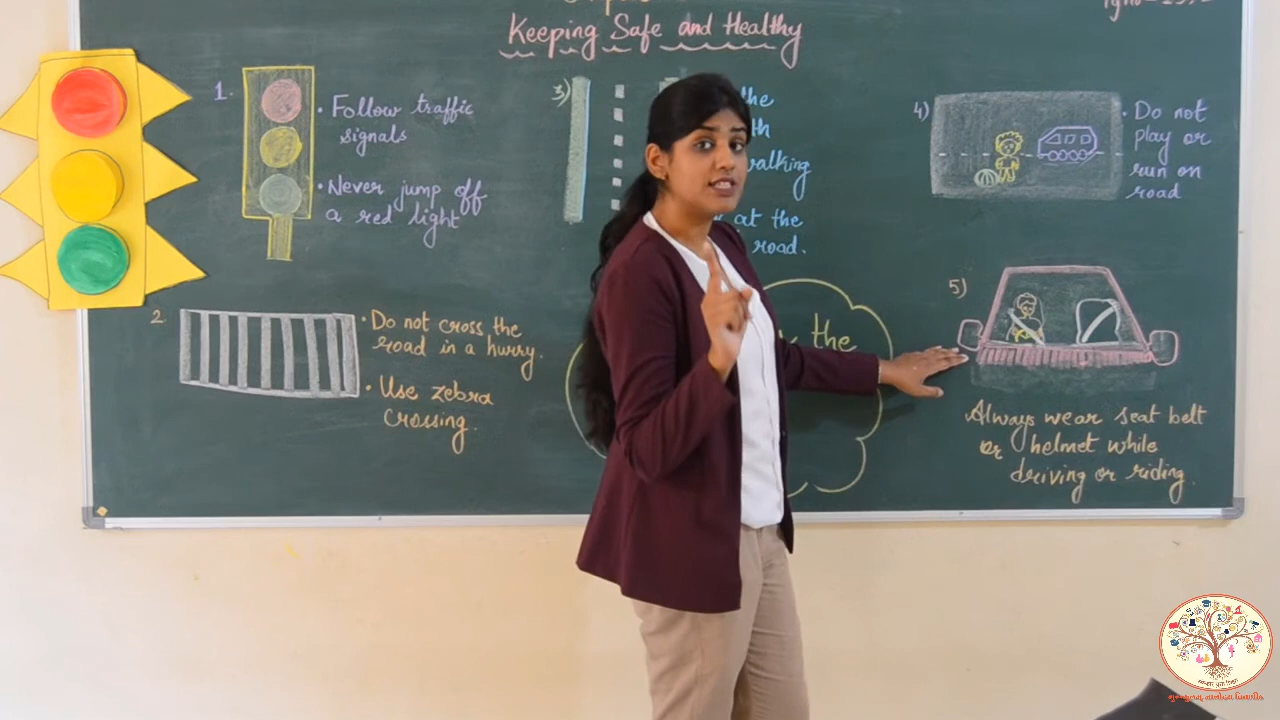 Keeping Safe and Healthy
1.
• Follow traffic
signals
• Never jump off
a red light
2.
• Do not cross the
road in a hurry.
• Use zebra
crossing.
3)
the
walking
at the
road.
4)
• Do not
play or
run on
road
the
5)
Always wear seat belt
or helmet while
driving or riding.